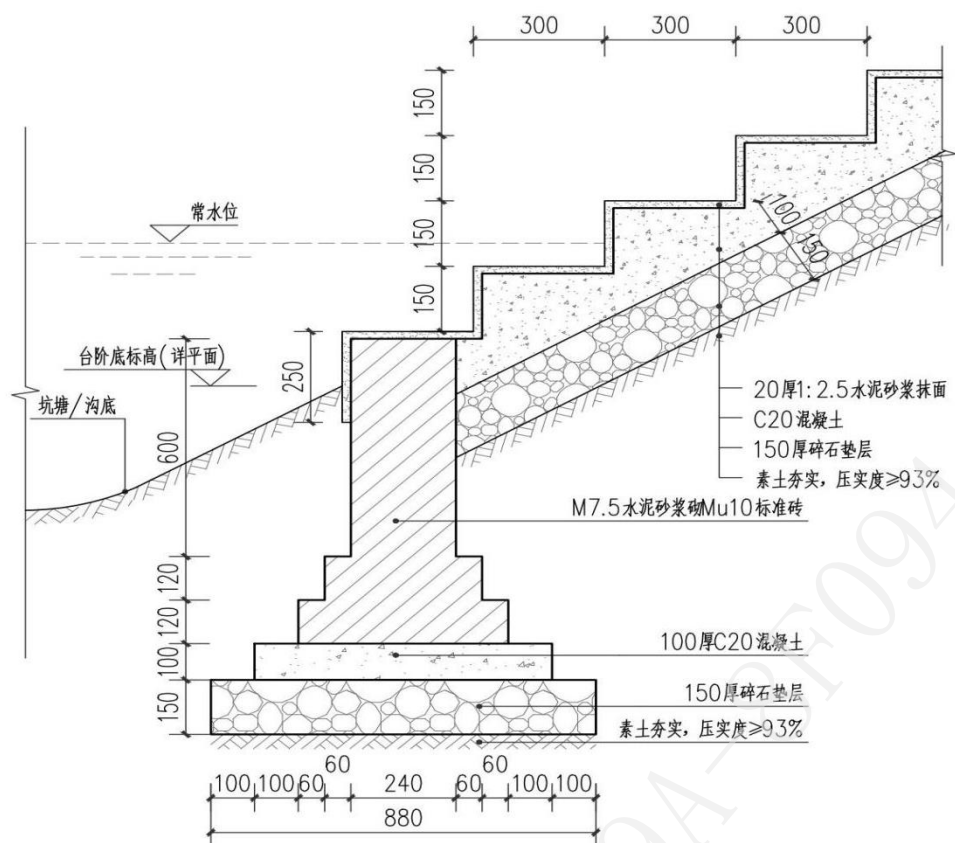 300 300 300
150
150
150
150
常水位
100
150
台阶底标高(详平面)
250
坑塘/沟底
600
20厚1:2.5水泥砂浆抹面
C20混凝土
150厚碎石垫层
素土夯实，压实度≥93%
M7.5水泥砂浆砌Mu10标准砖
120
120
100厚C20混凝土
100
150厚碎石垫层
150
素土夯实，压实度≥93%
60 60
100 100 60 240 60 100 100
880
9A-8F094